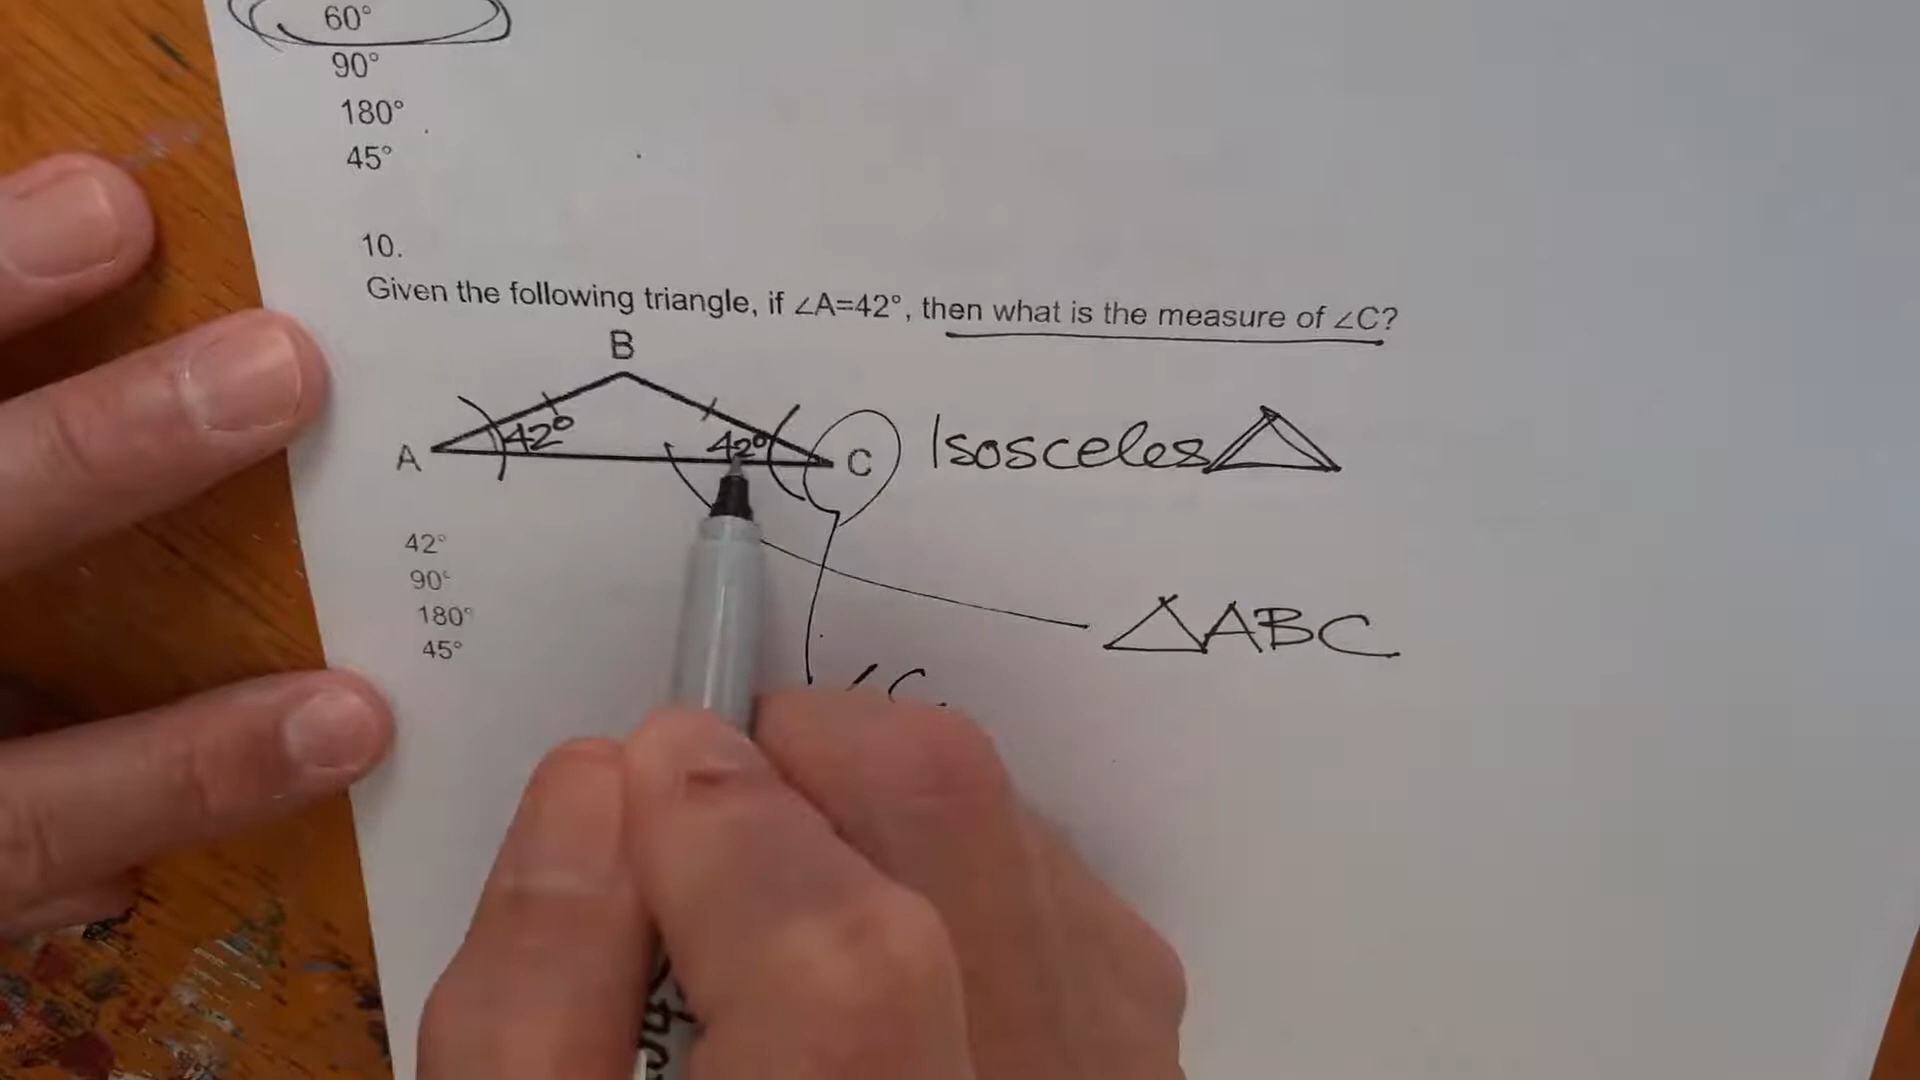 60°
90°
180°
45°
10.
Given the following triangle, if ∠A=42°, then what is the measure of ∠C?
B
A
42°
42°
C
Isosceles
42°
90°
180°
45°
△ABC
∠C